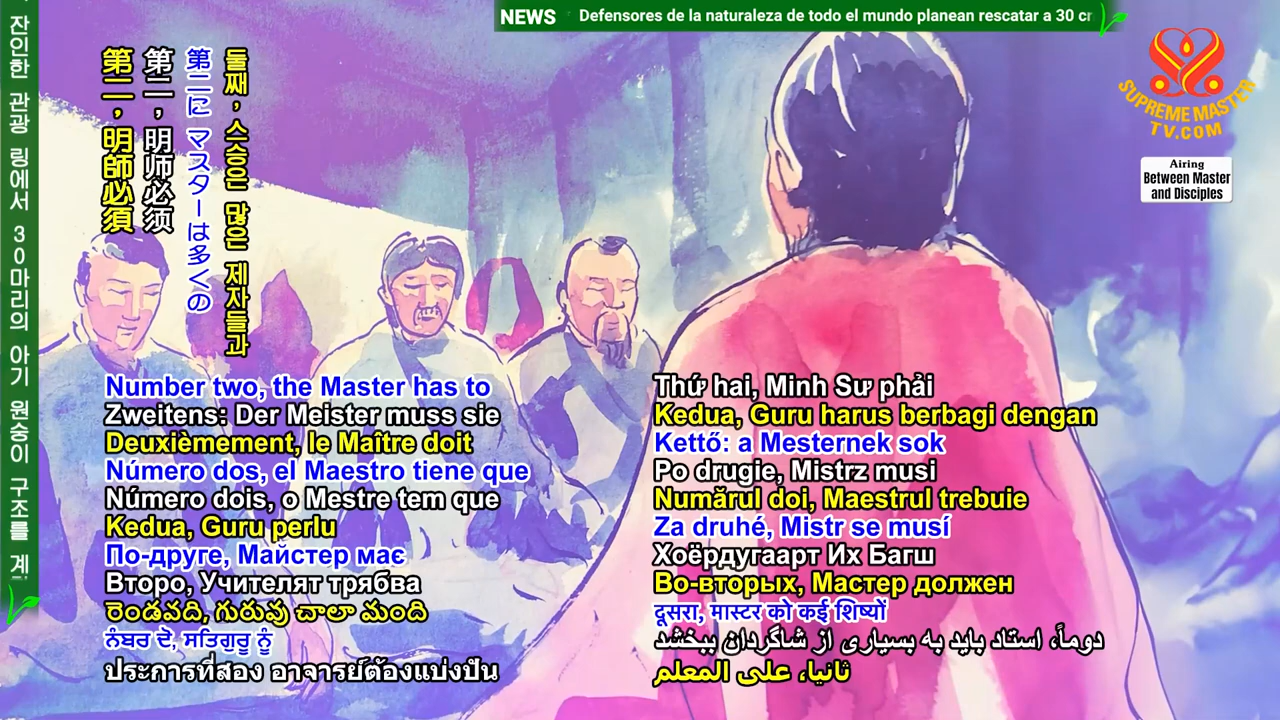 NEWS
Defensores de la naturaleza de todo el mundo planean rescatar a 30
잔인한 관광 링에서 30마리의 아기 원숭이 구조를 계
SUPREME MASTER
TV.COM
Airing
Between Master
and Disciples
둘째, 스승은 많은 제자들과
第二に マスターは多くの
第二，明师必须
第二，明師必須
Number two, the Master has to
Zweitens: Der Meister muss sie
Deuxièmement, le Maître doit
Número dos, el Maestro tiene que
Número dois, o Mestre tem que
Kedua, Guru perlu
По-друге, Майстер має
Второ, Учителят трябва
రెండవది, గురువు చాలా మంది
ਨੰਬਰ ਦੋ, ਸਤਿਗੁਰੂ ਨੂੰ
ประการที่สอง อาจารย์ต้องแบ่งปัน
Thứ hai, Minh Sư phải
Kedua, Guru harus berbagi dengan
Kettő: a Mesternek sok
Po drugie, Mistrz musi
Numărul doi, Maestrul trebuie
Za druhé, Mistr se musí
Хоёрдугаарт Их Багш
Во-вторых, Мастер должен
दूसरा, मास्टर को कई शिष्यों
دوماً، استاد باید به بسیاری از شاگردان ببخشد
ثانيا، على المعلم